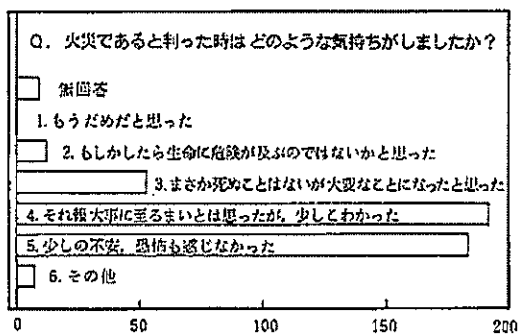 Q. 火災であると判った時はどのような気持ちがしましたか？
無回答
1.もうだめだと思った
2.もしかしたら生命に危険が及ぶのではないかと思った
3.まさか死ぬことはないが大変なことになったと思った
4.それ程大事に至るまいとは思ったが，少しこわかった
5.少しの不安，恐怖も感じなかった
6.その他
0 50 100 150 200